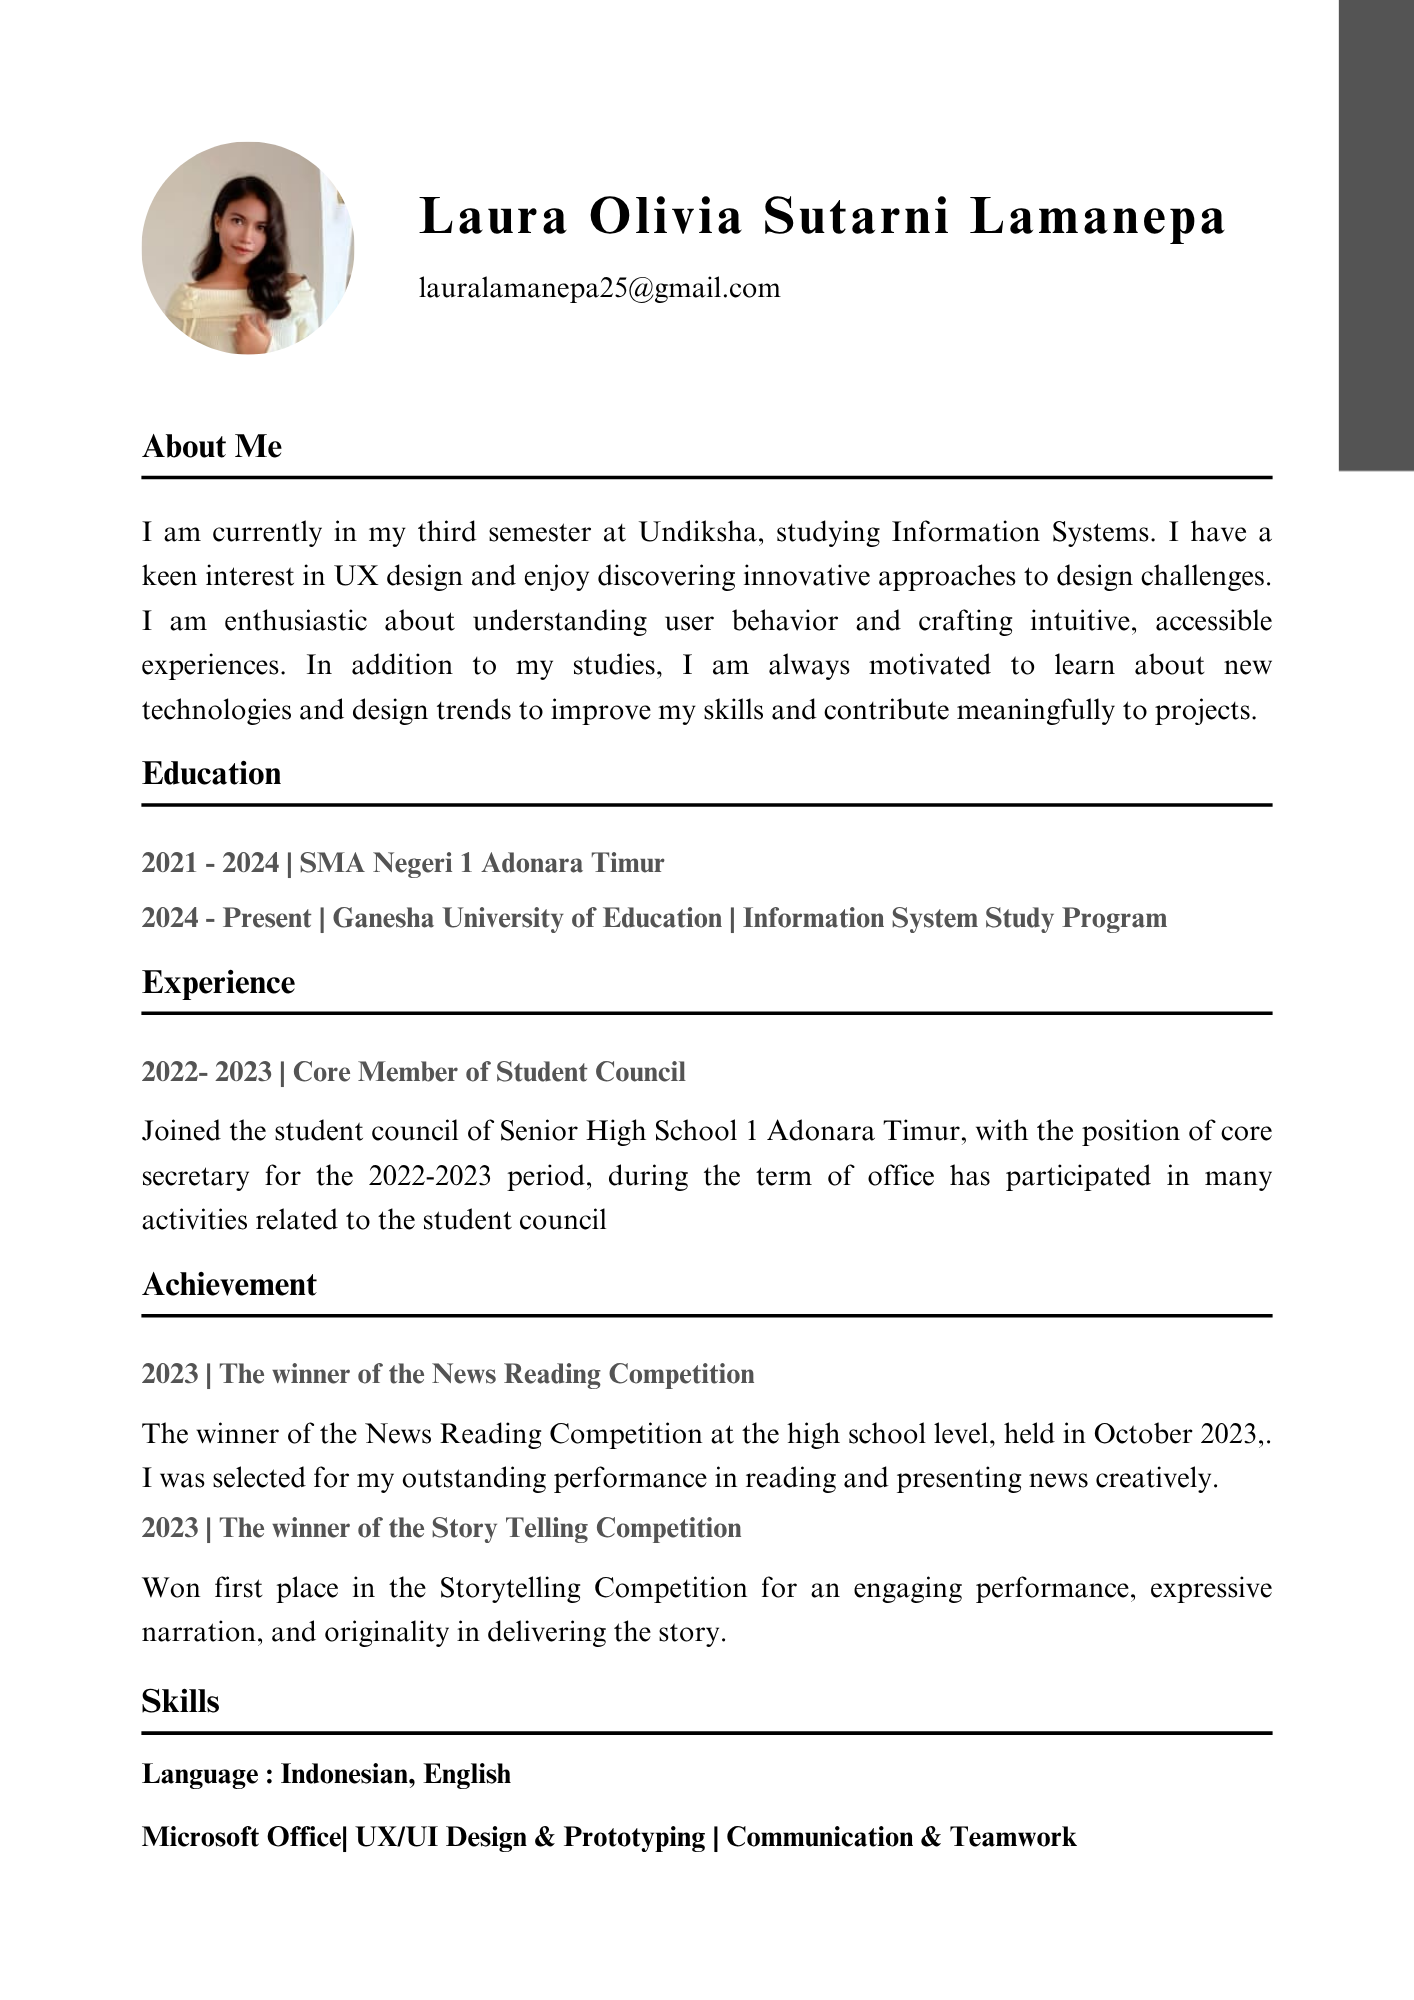 Laura Olivia Sutarni Lamanepa
lauralamanepa25@gmail.com
About Me
I am currently in my third semester at Undiksha, studying Information Systems. I have a
keen interest in UX design and enjoy discovering innovative approaches to design challenges.
I am enthusiastic about understanding user behavior and crafting intuitive, accessible
experiences. In addition to my studies, I am always motivated to learn about new
technologies and design trends to improve my skills and contribute meaningfully to projects.
Education
2021 - 2024 | SMA Negeri 1 Adonara Timur
2024 - Present | Ganesha University of Education | Information System Study Program
Experience
2022- 2023 | Core Member of Student Council
Joined the student council of Senior High School 1 Adonara Timur, with the position of core
secretary for the 2022-2023 period, during the term of office has participated in many
activities related to the student council
Achievement
2023 | The winner of the News Reading Competition
The winner of the News Reading Competition at the high school level, held in October 2023,.
I was selected for my outstanding performance in reading and presenting news creatively.
2023 | The winner of the Story Telling Competition
Won first place in the Storytelling Competition for an engaging performance, expressive
narration, and originality in delivering the story.
Skills
Language : Indonesian, English
Microsoft Office| UX/UI Design & Prototyping | Communication & Teamwork